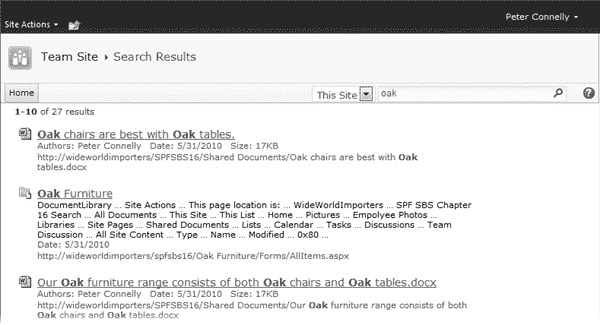 Peter Connelly
Site Actions
Team Site ▸ Search Results
Home This Site oak
1-10 of 27 results
Oak chairs are best with Oak tables.
Authors: Peter Connelly Date: 5/31/2010 Size: 17KB
http://wideworldimporters/SPFSBS16/Shared Documents/Oak chairs are best with Oak
tables.docx
Oak Furniture
DocumentLibrary ... Site Actions ... This page location is: ... WideWorldImporters ... SPF SBS Chapter
16 Search ... All Documents ... This Site ... This List ... Home ... Pictures ... Empolyee Photos ...
Libraries ... Site Pages ... Shared Documents ... Lists ... Calendar ... Tasks ... Discussions ... Team
Discussion ... All Site Content ... Type ... Name ... Modified ... 0x80 ...
Date: 5/31/2010
http://wideworldimporters/spfsbs16/Oak Furniture/Forms/AllItems.aspx
Our Oak furniture range consists of both Oak chairs and Oak tables.docx
Authors: Peter Connelly Date: 5/31/2010 Size: 17KB
http://wideworldimporters/SPFSBS16/Shared Documents/Our Oak furniture range consists of both
Oak chairs and Oak tables.docx